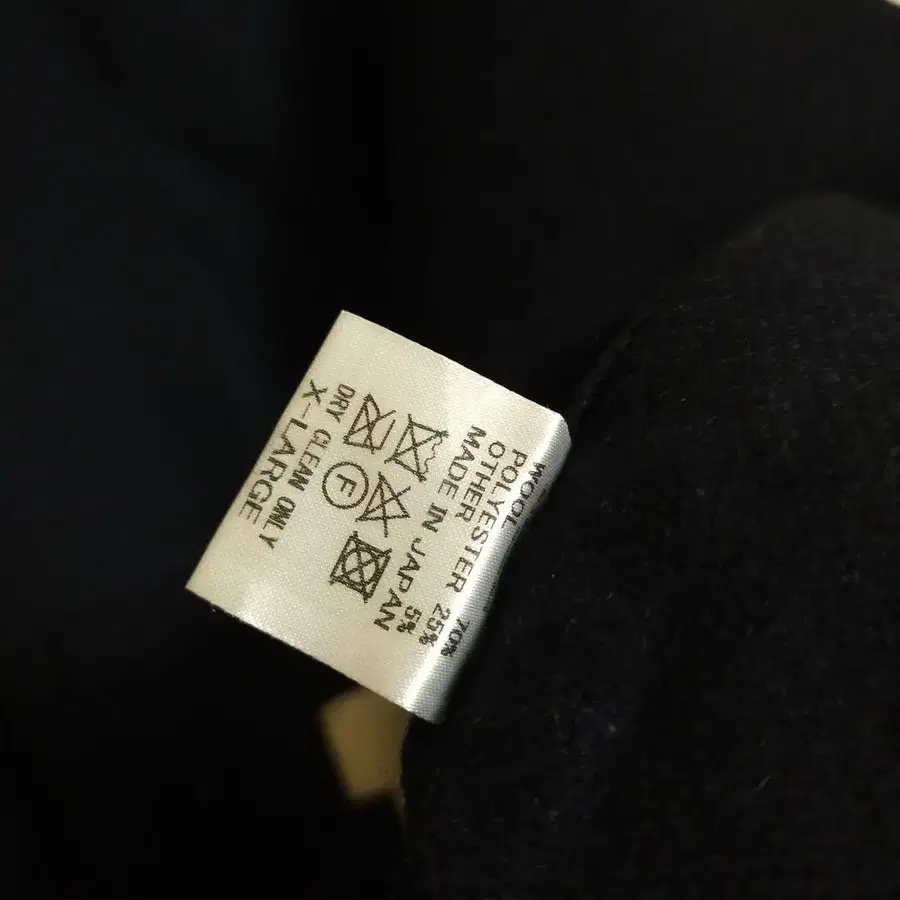 WOOL 70%
POLYESTER 25%
OTHER 5%
MADE IN JAPAN
F
DRY CLEAN ONLY
X-LARGE